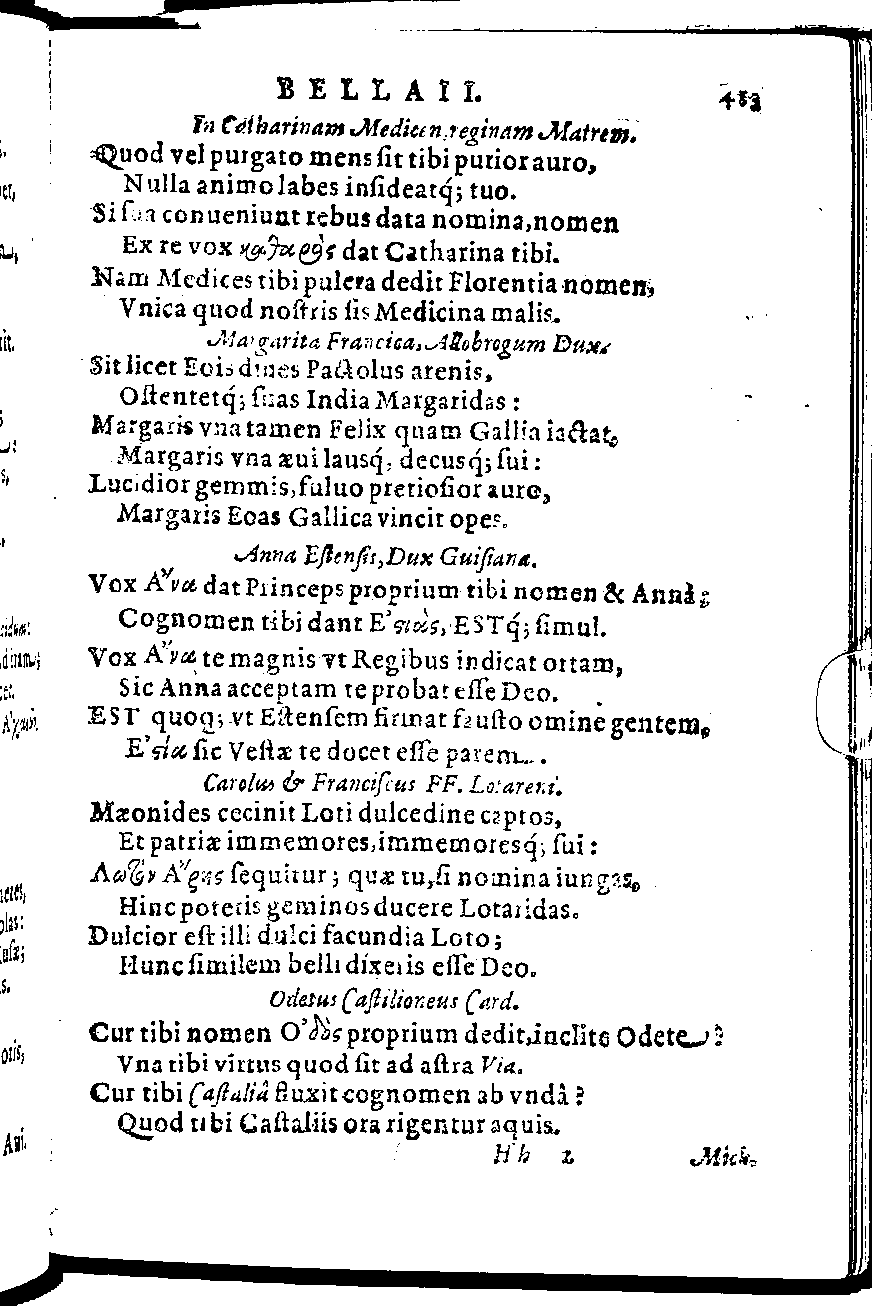 BELLAII. 483
In Catharinam Medicen, reginam Matrem.
Quod vel purgato mens ſit tibi purior auro,
Nulla animo labes inſideatq́; tuo.
Si ſua conueniunt rebus data nomina, nomen
Ex re vox καθαρὸς dat Catharina tibi.
Nam Medices tibi pulcra dedit Florentia nomen,
Vnica quod noſtris ſis Medicina malis.
Margarita Francica, Allobrogum Dux.
Sit licet Eois diues Pactolus arenis,
Oſtentetq́; ſuas India Margaridas:
Margaris vna tamen Felix quam Gallia iactat,
Margaris vna æui lausq́, decusq́; ſui:
Lucidior gemmis, fuluo pretioſior auro,
Margaris Eoas Gallica vincit opes.
Anna Eſtenſis, Dux Guiſiana.
Vox Α῎να dat Princeps proprium tibi nomen & Anna;
Cognomen tibi dant Ε᾿ϛιὰς, ESTq́; ſimul.
Vox Α῎να te magnis vt Regibus indicat ortam,
Sic Anna acceptam te probat eſſe Deo.
EST quoq; vt Eſtenſem firmat fauſto omine gentem,
Ε᾿ϛία ſic Veſtæ te docet eſſe parem.
Carolus & Franciſcus FF. Lotareni.
Mæonides cecinit Loti dulcedine captos,
Et patriæ immemores, immemoresq́; ſui:
Λωτὸν Α῎ρης ſequitur; quæ tu, ſi nomina iungas,
Hinc poteris geminos ducere Lotaridas.
Dulcior eſt illi dulci facundia Loto;
Hunc ſimilem belli dixeris eſſe Deo.
Odetus Caſtilioneus Card.
Cur tibi nomen Ο᾿δὸς proprium dedit, inclite Odete?
Vna tibi virtus quod ſit ad aſtra Via.
Cur tibi Caſtaliâ fluxit cognomen ab vndâ?
Quod tibi Caſtaliis ora rigentur aquis.
Hh 2 Mich.